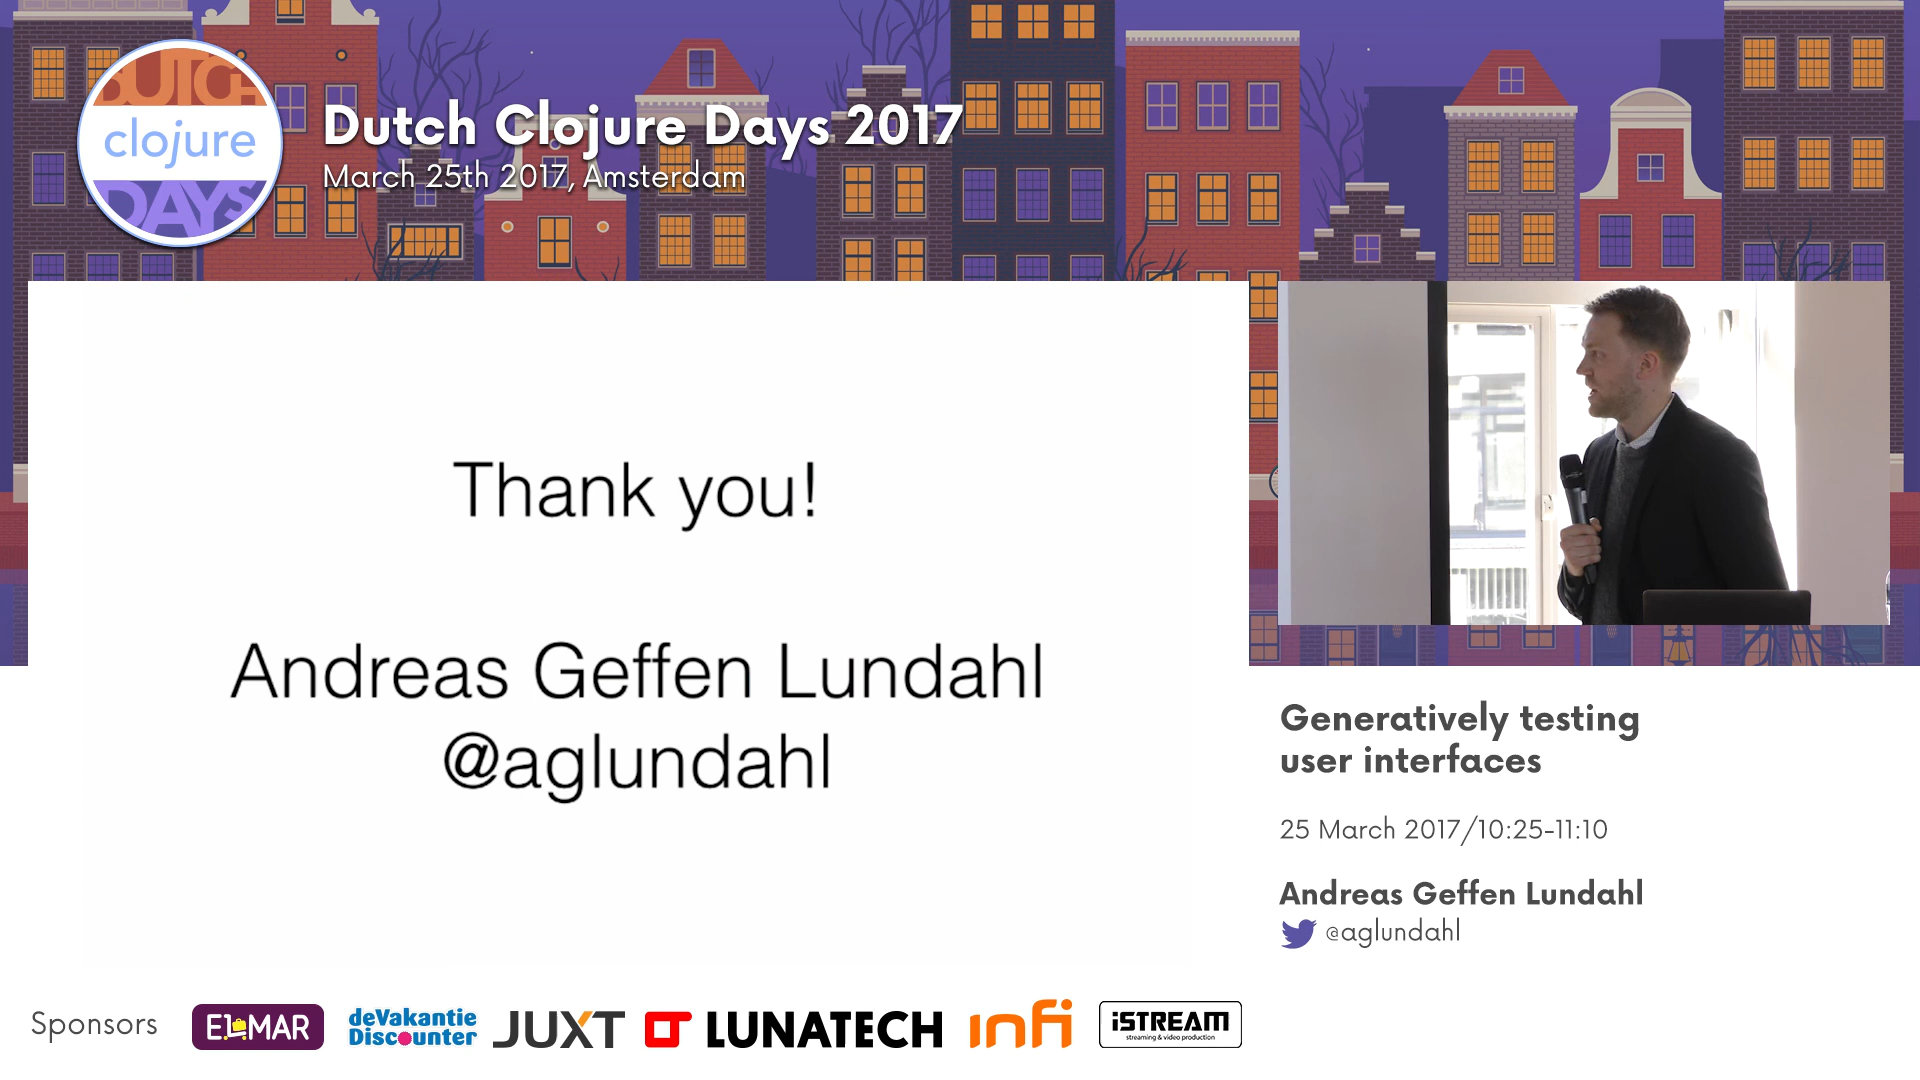 DUTCH
clojure
DAYS
Dutch Clojure Days 2017
March 25th 2017, Amsterdam
Thank you!
Andreas Geffen Lundahl
@aglundahl
Generatively testing
user interfaces
25 March 2017/10:25-11:10
Andreas Geffen Lundahl
@aglundahl
Sponsors
ELMAR
deVakantie
Discounter
JUXT
LUNATECH
infi
iSTREAM
streaming & video production